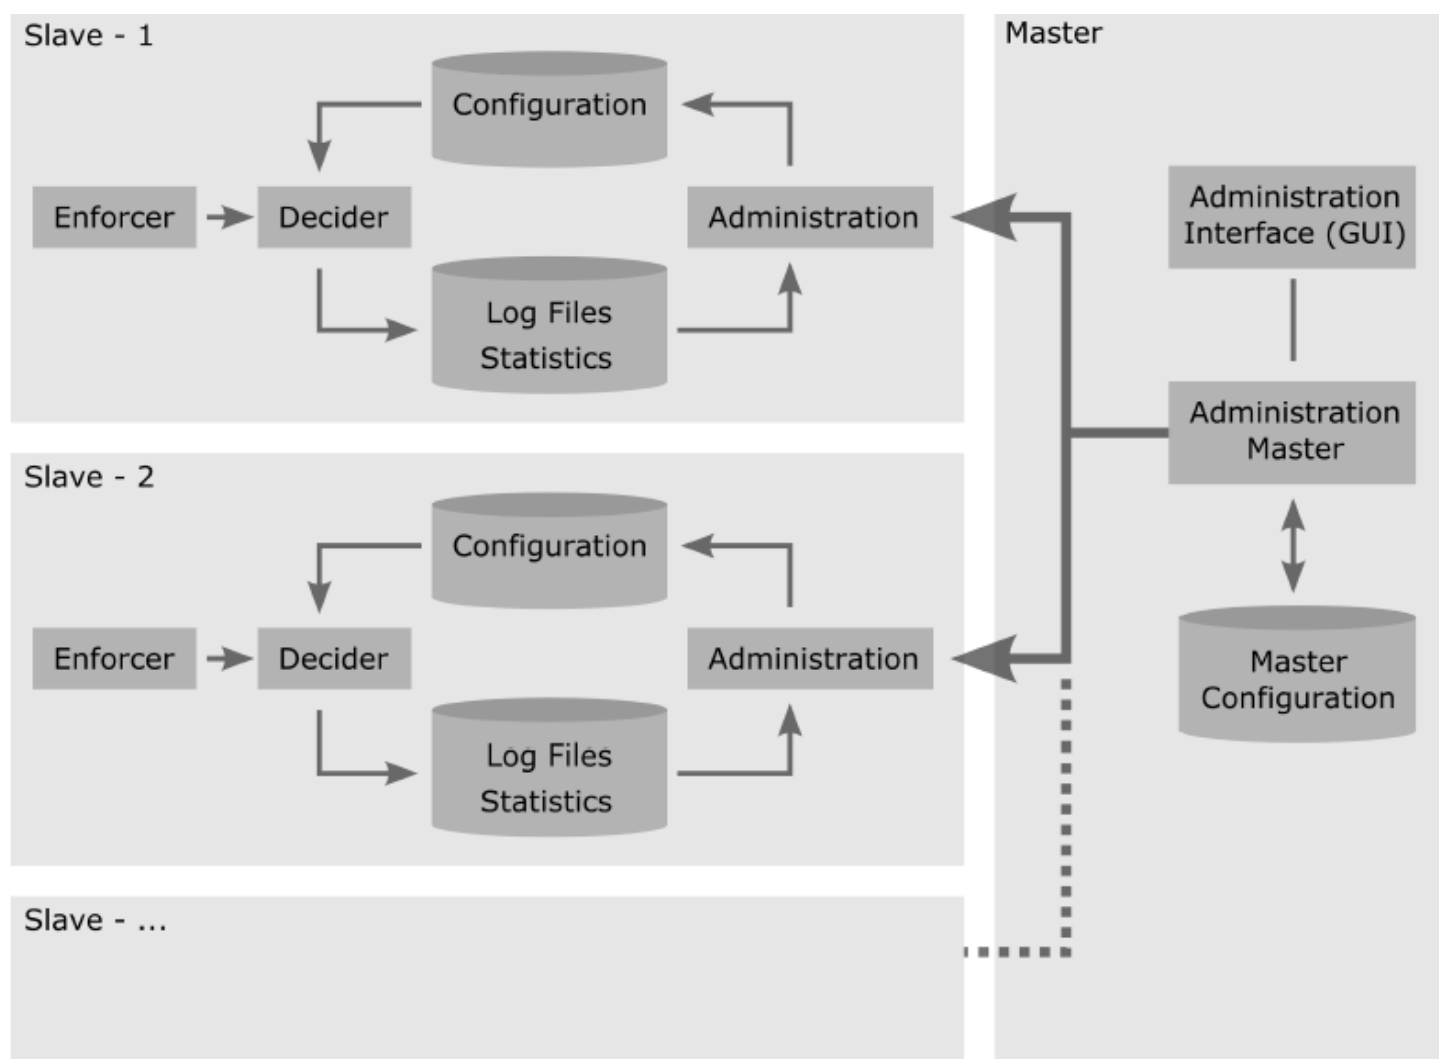 Slave - 1
Configuration
Enforcer
Decider
Administration
Log Files
Statistics
Slave - 2
Configuration
Enforcer
Decider
Administration
Log Files
Statistics
Slave - ...
Master
Administration
Interface (GUI)
Administration
Master
Master
Configuration